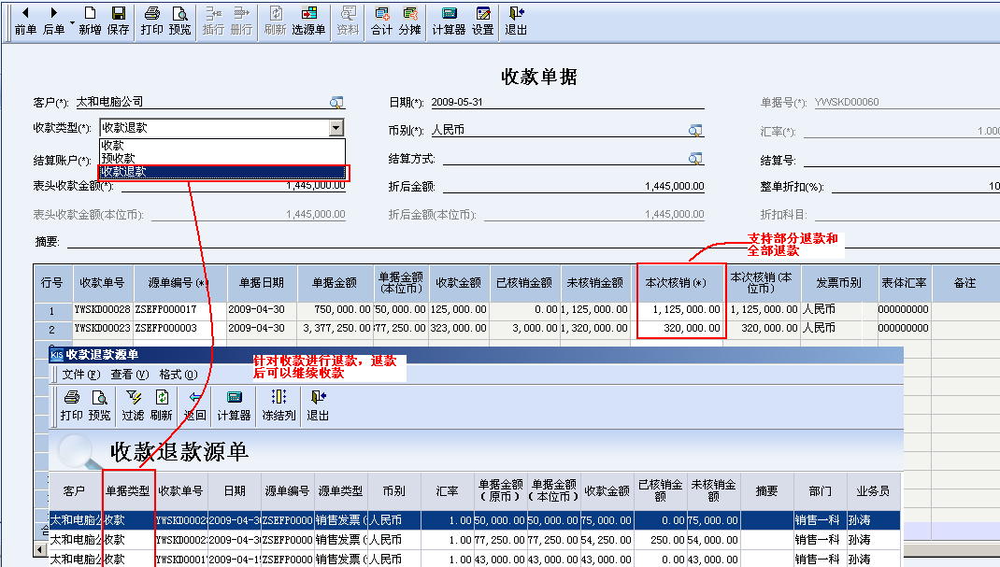 前单 后单 新增 保存 打印 预览 插行 删行 刷新 选源单 资料 合计 分摊 计算器 设置 退出
收款单据
客户(*): 太和电脑公司 日期(*): 2009-05-31 单据号(*): YWSKD00060
收款类型(*): 收款退款 币别(*): 人民币 汇率(*): 1.000
收款
预收款
收款退款
结算账户(*): 结算方式: 结算号:
表头收款金额(*): 1,445,000.00 折后金额: 1,445,000.00 整单折扣(%): 10
表头收款金额(本位币): 1,445,000.00 折后金额(本位币): 1,445,000.00 折扣科目:
摘要:
支持部分退款和
全部退款
行号 收款单号 源单编号(*) 单据日期 单据金额 单据金额(本位币) 收款金额 已核销金额 未核销金额 本次核销(*) 本次核销(本位币) 发票币别 表体汇率 备注
1 YWSKD00028 ZSEFP000017 2009-04-30 750,000.00 50,000.00 125,000.00 0.00 1,125,000.00 1,125,000.00 1,125,000.00 人民币 000000000
2 YWSKD00023 ZSEFP000003 2009-04-30 3,377,250.00 77,250.00 323,000.00 3,000.00 1,320,000.00 320,000.00 320,000.00 人民币 000000000
KIS 收款退款源单
针对收款进行退款，退款
后可以继续收款
文件(F) 查看(V) 格式(O)
打印 预览 过滤 刷新 返回 计算器 冻结列 退出
收款退款源单
客户 单据类型 收款单号 日期 源单编号 源单类型 币别 汇率 单据金额(原币) 单据金额(本位币) 收款金额 已核销金额 未核销金额 摘要 部门 业务员
太和电脑公 收款 YWSKD0002 2009-04-30 ZSEFP0000 销售发票( 人民币 1.00 50,000.00 50,000.00 75,000.00 0.00 75,000.00 销售一科 孙涛
太和电脑公 收款 YWSKD0002 2009-04-30 ZSEFP0000 销售发票( 人民币 1.00 77,250.00 77,250.00 54,250.00 250.00 54,000.00 销售一科 孙涛
太和电脑公 收款 YWSKD0001 2009-04-15 ZSEFP0000 销售发票( 人民币 1.00 43,000.00 43,000.00 43,000.00 0.00 43,000.00 销售一科 孙涛